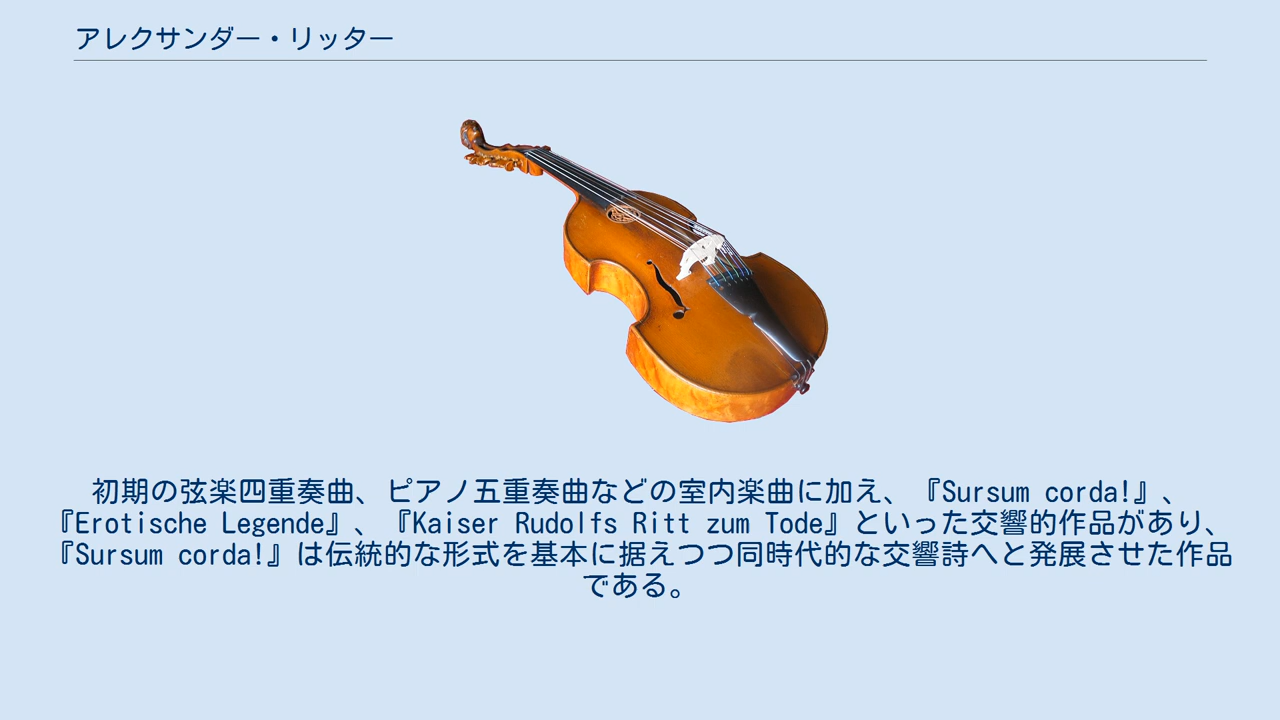 アレクサンダー・リッター
初期の弦楽四重奏曲、ピアノ五重奏曲などの室内楽曲に加え、『Sursum corda!』、
『Erotische Legende』、『Kaiser Rudolfs Ritt zum Tode』といった交響的作品があり、
『Sursum corda!』は伝統的な形式を基本に据えつつ同時代的な交響詩へと発展させた作品
である。